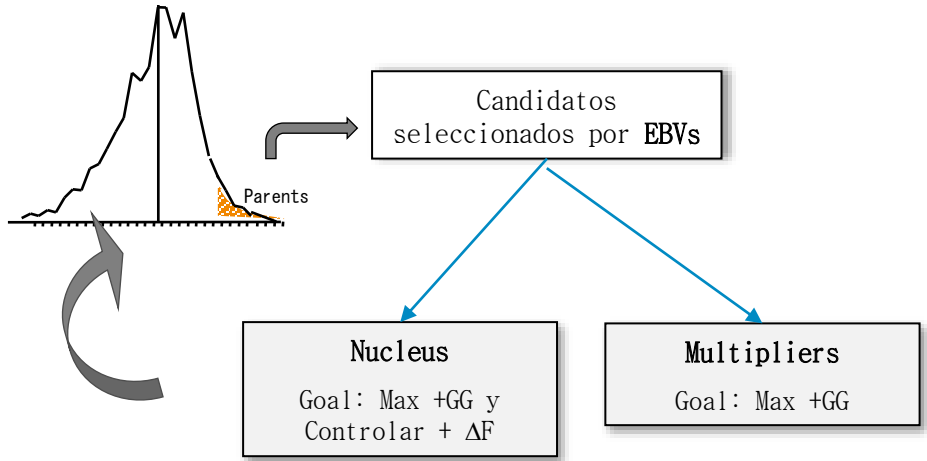 Parents
Candidatos
seleccionados por EBVs
Nucleus
Goal: Max +GG y
Controlar + ΔF
Multipliers
Goal: Max +GG